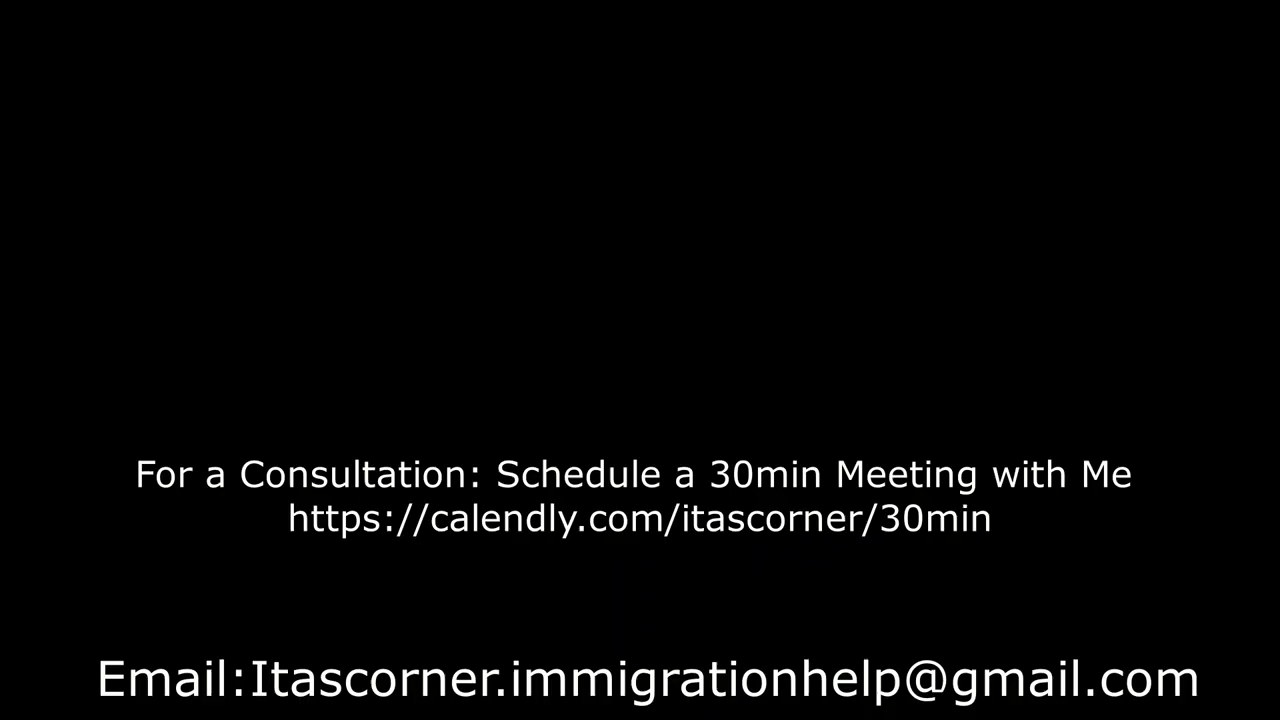 For a Consultation: Schedule a 30min Meeting with Me
https://calendly.com/itascorner/30min
Email:Itascorner.immigrationhelp@gmail.com